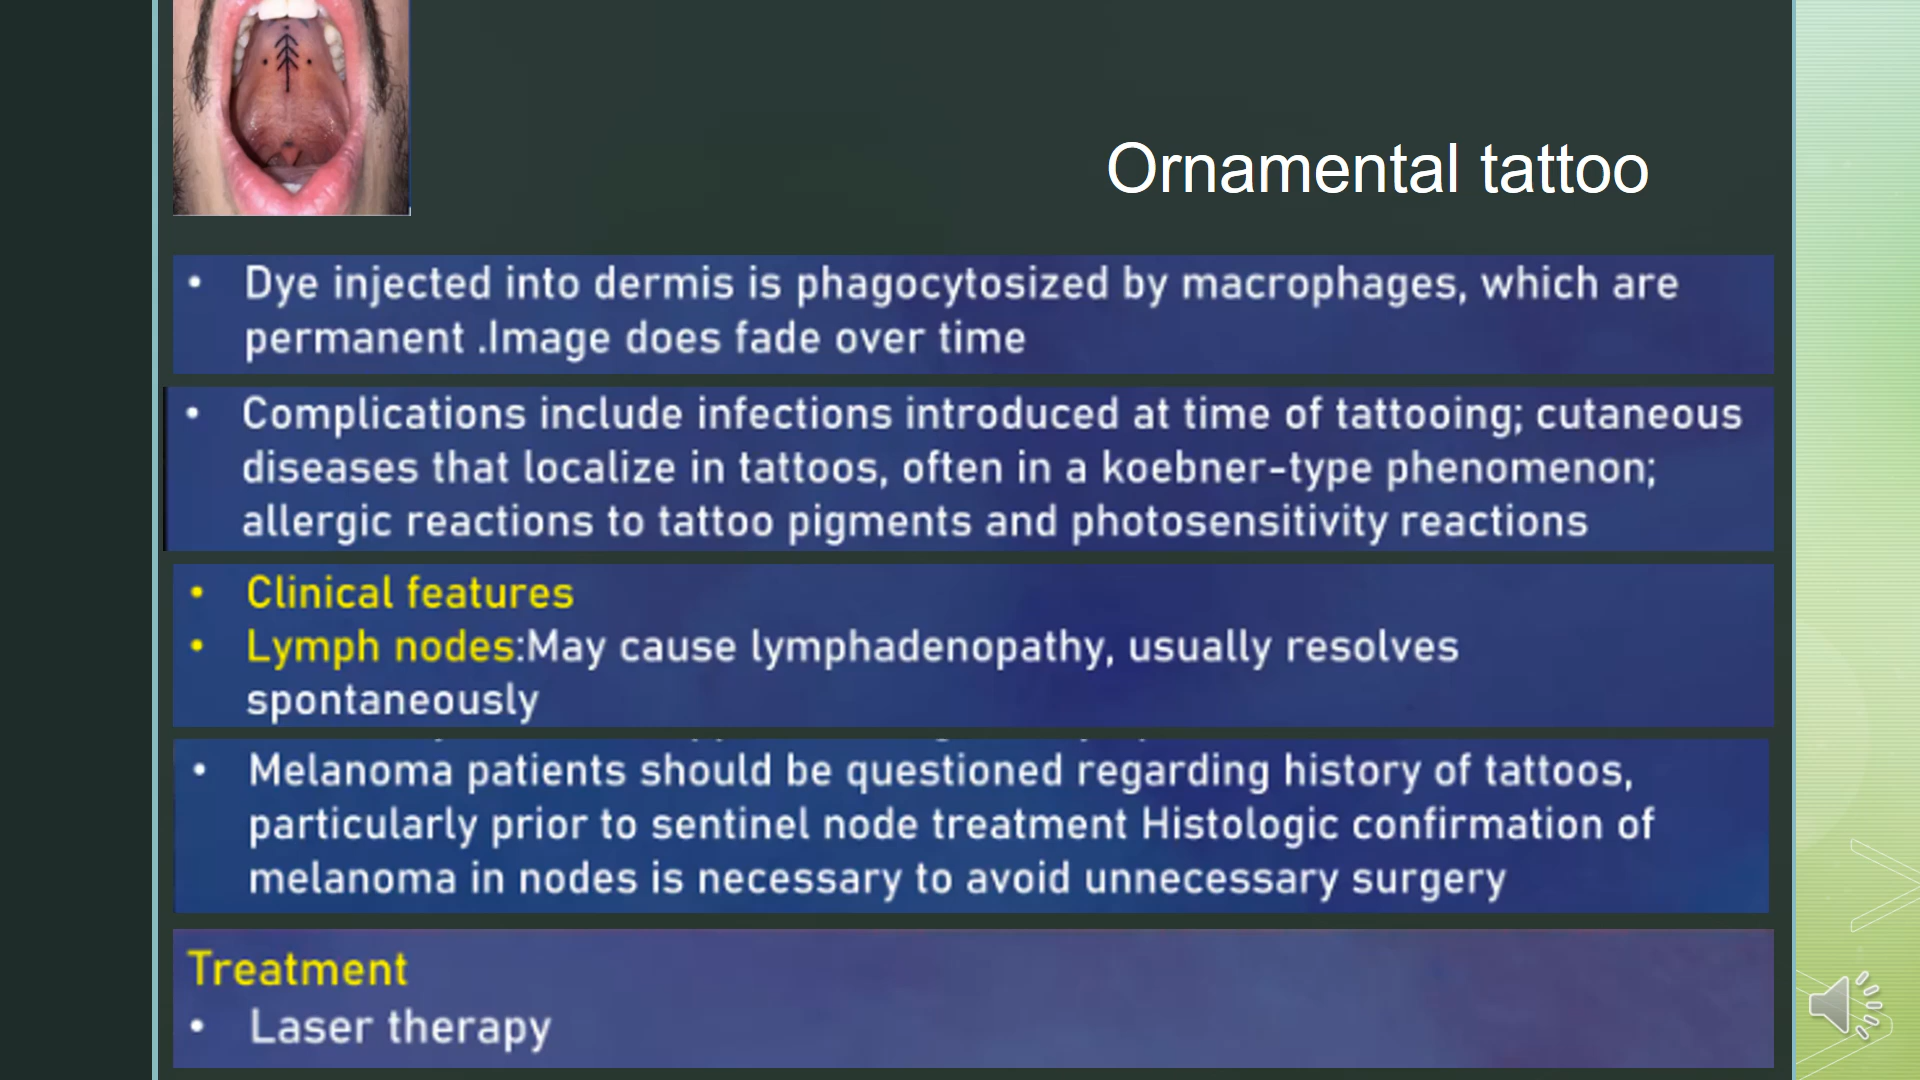 Ornamental tattoo
• Dye injected into dermis is phagocytosized by macrophages, which are
permanent .Image does fade over time
• Complications include infections introduced at time of tattooing; cutaneous
diseases that localize in tattoos, often in a koebner-type phenomenon;
allergic reactions to tattoo pigments and photosensitivity reactions
• Clinical features
• Lymph nodes:May cause lymphadenopathy, usually resolves
spontaneously
• Melanoma patients should be questioned regarding history of tattoos,
particularly prior to sentinel node treatment Histologic confirmation of
melanoma in nodes is necessary to avoid unnecessary surgery
Treatment
• Laser therapy